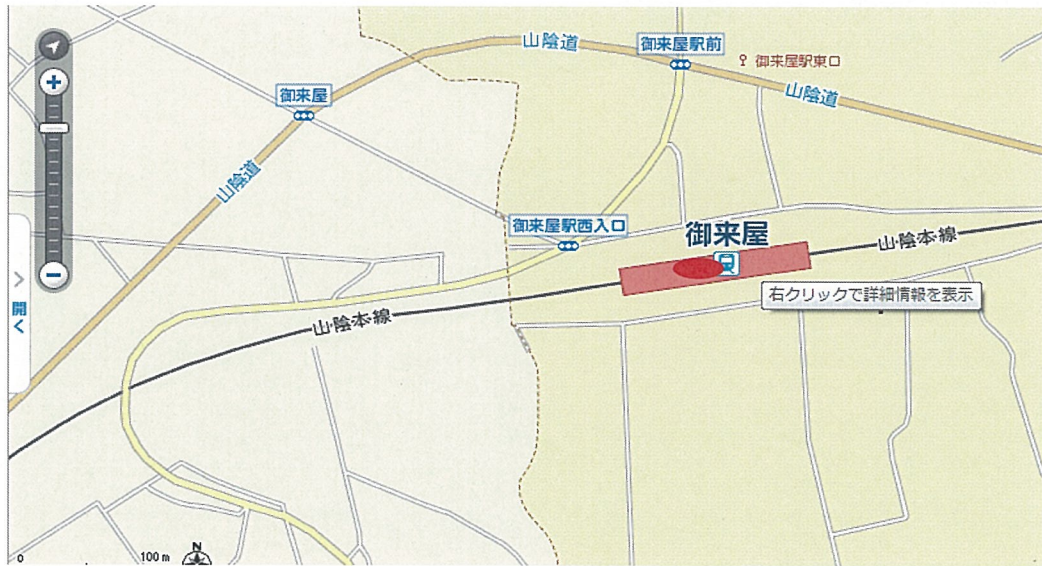 山陰道
御来屋駅前
御来屋駅東口
山陰道
御来屋
山陰道
御来屋駅西入口
御来屋
山陰本線
右クリックで詳細情報を表示
開く
山陰本線
0
100 m
N